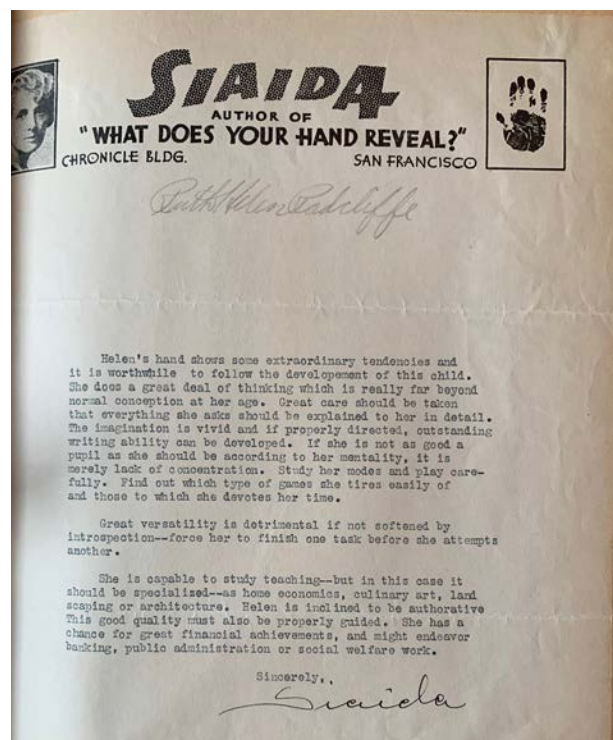 SIAIDA
AUTHOR OF
"WHAT DOES YOUR HAND REVEAL?"
CHRONICLE BLDG. SAN FRANCISCO
Ruth Helen Radcliffe
Helen's hand shows some extraordinary tendencies and
it is worthwhile to follow the developement of this child.
She does a great deal of thinking which is really far beyond
normal conception at her age. Great care should be taken
that everything she asks should be explained to her in detail.
The imagination is vivid and if properly directed, outstanding
writing ability can be developed. If she is not as good a
pupil as she should be according to her mentality, it is
merely lack of concentration. Study her modes and play care-
fully. Find out which type of games she tires easily of
and those to which she devotes her time.
Great versatility is detrimental if not softened by
introspection--force her to finish one task before she attempts
another.
She is capable to study teaching--but in this case it
should be specialized--as home economics, culinary art, land
scaping or architecture. Helen is inclined to be authorative
This good quality must also be properly guided. She has a
chance for great financial achievements, and might endeavor
banking, public administration or social welfare work.
Sincerely,.
Siaida